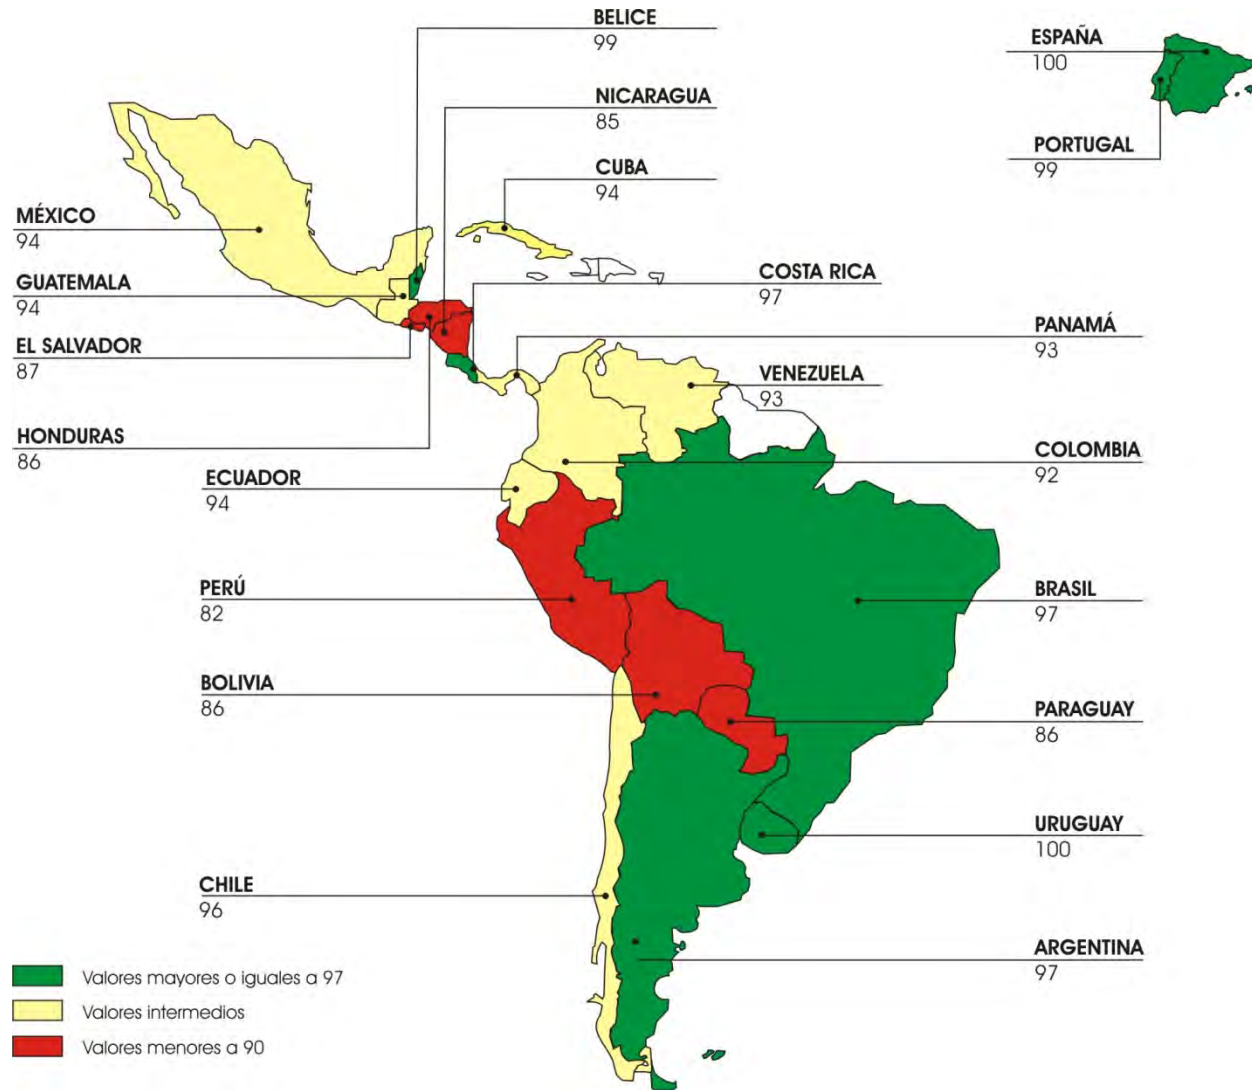 BELICE
99
ESPAÑA
100
NICARAGUA
85
PORTUGAL
99
CUBA
94
MÉXICO
94
COSTA RICA
97
GUATEMALA
94
PANAMÁ
93
EL SALVADOR
87
VENEZUELA
93
HONDURAS
86
COLOMBIA
92
ECUADOR
94
PERÚ
82
BRASIL
97
BOLIVIA
86
PARAGUAY
86
URUGUAY
100
CHILE
96
ARGENTINA
97
Valores mayores o iguales a 97
Valores intermedios
Valores menores a 90